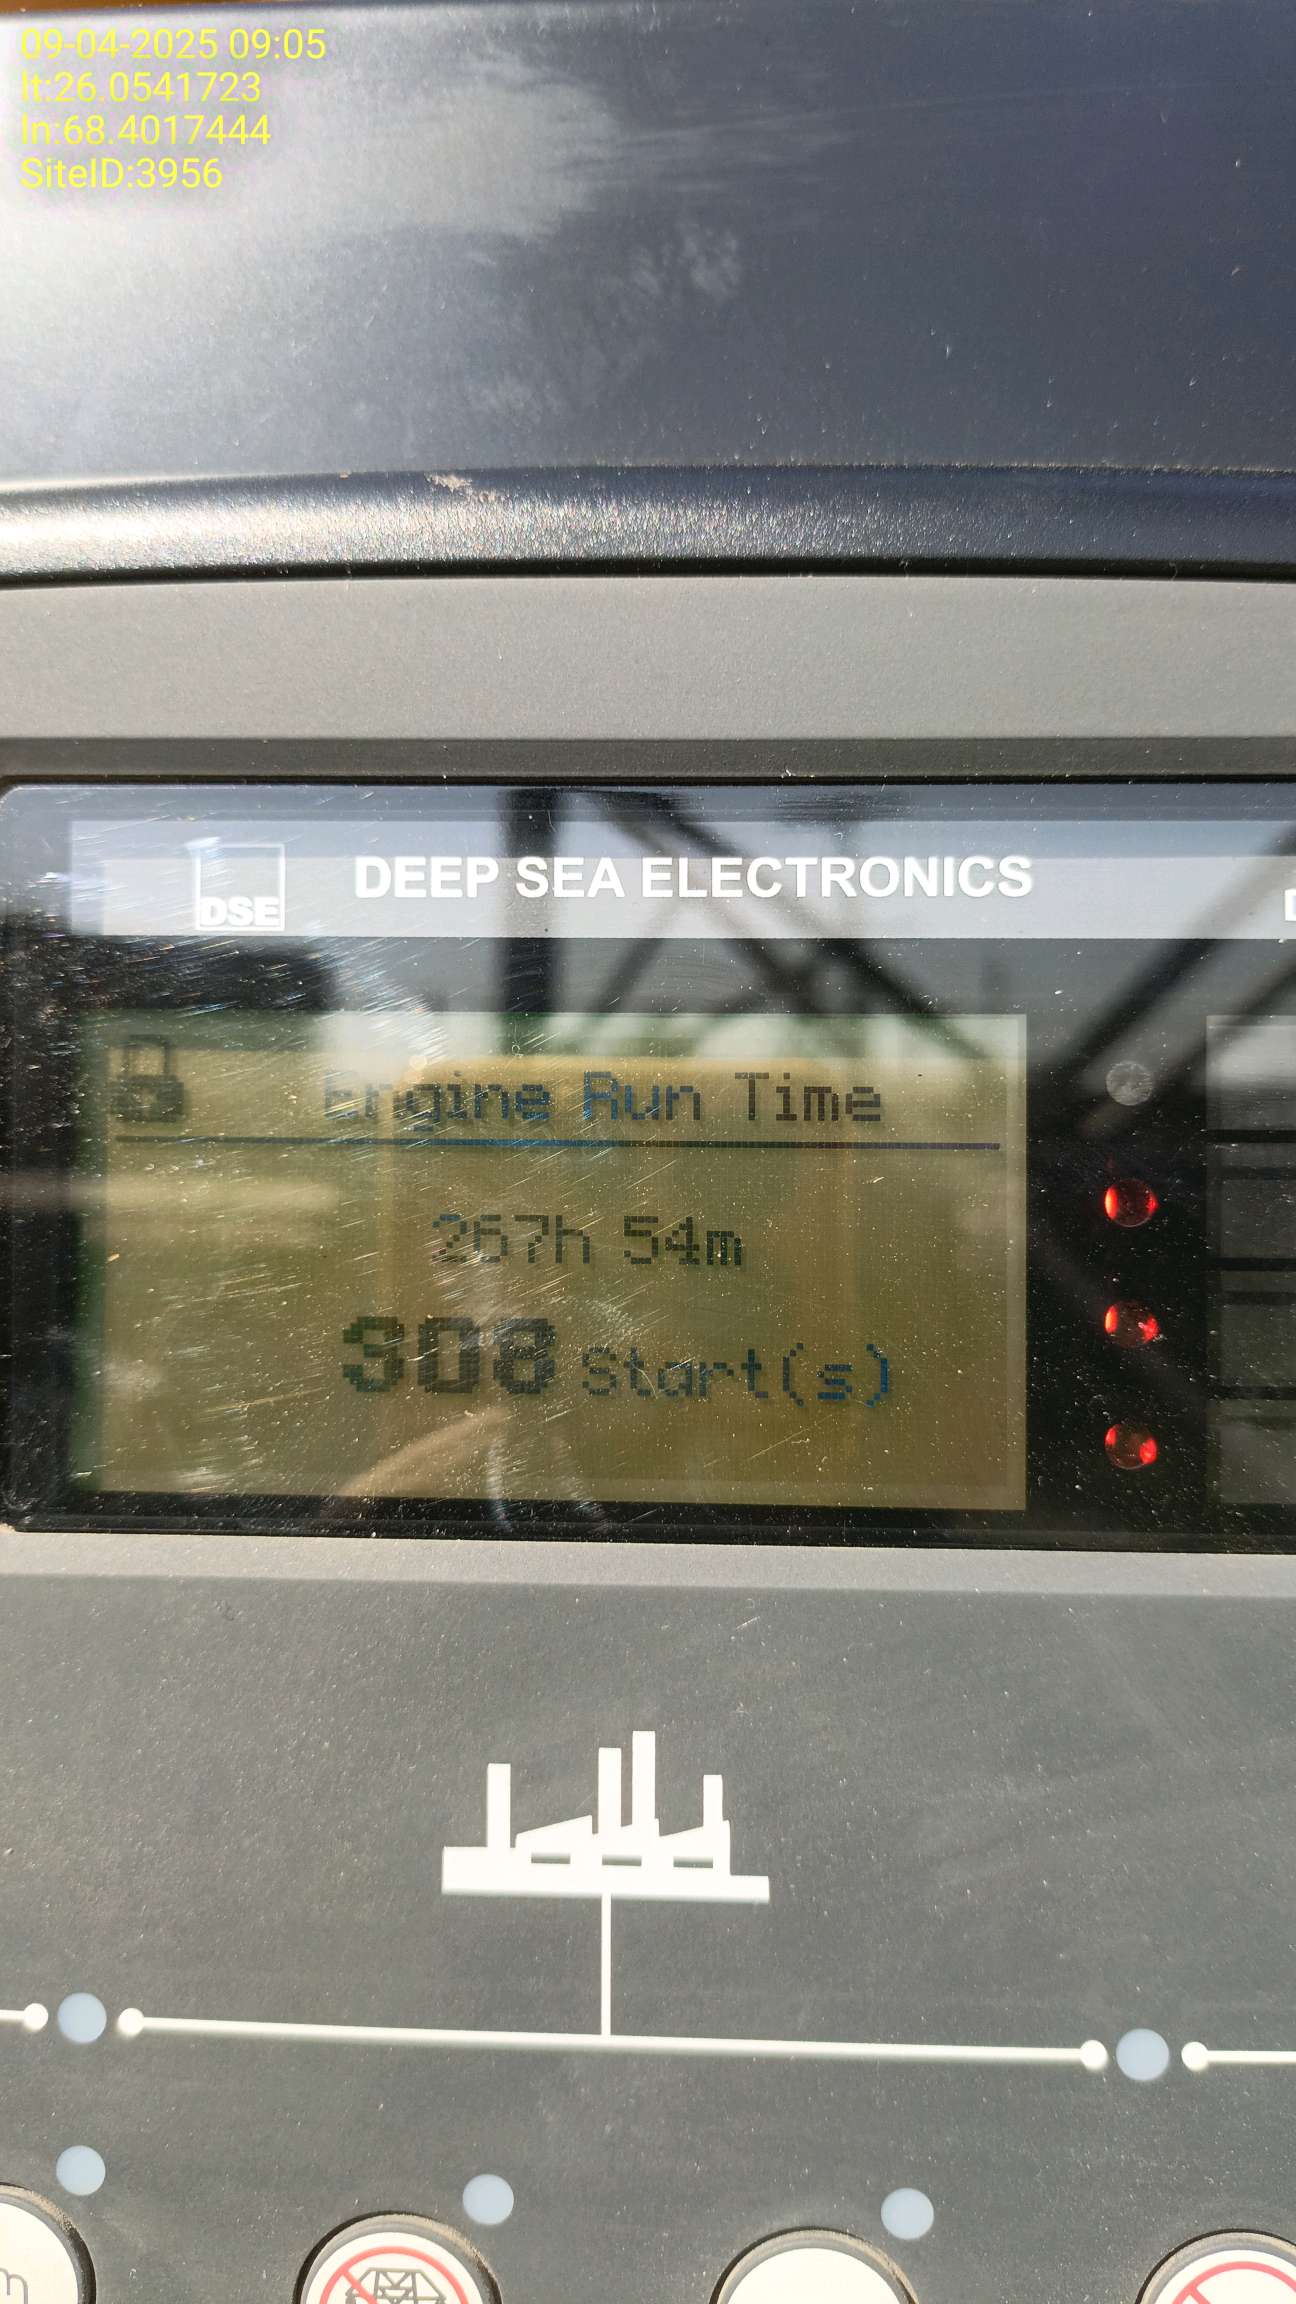 09-04-2025 09:05
lt:26.0541723
ln:68.4017444
SiteID:3956
DSE
DEEP SEA ELECTRONICS
Engine Run Time
267h 54m
308 Start(s)